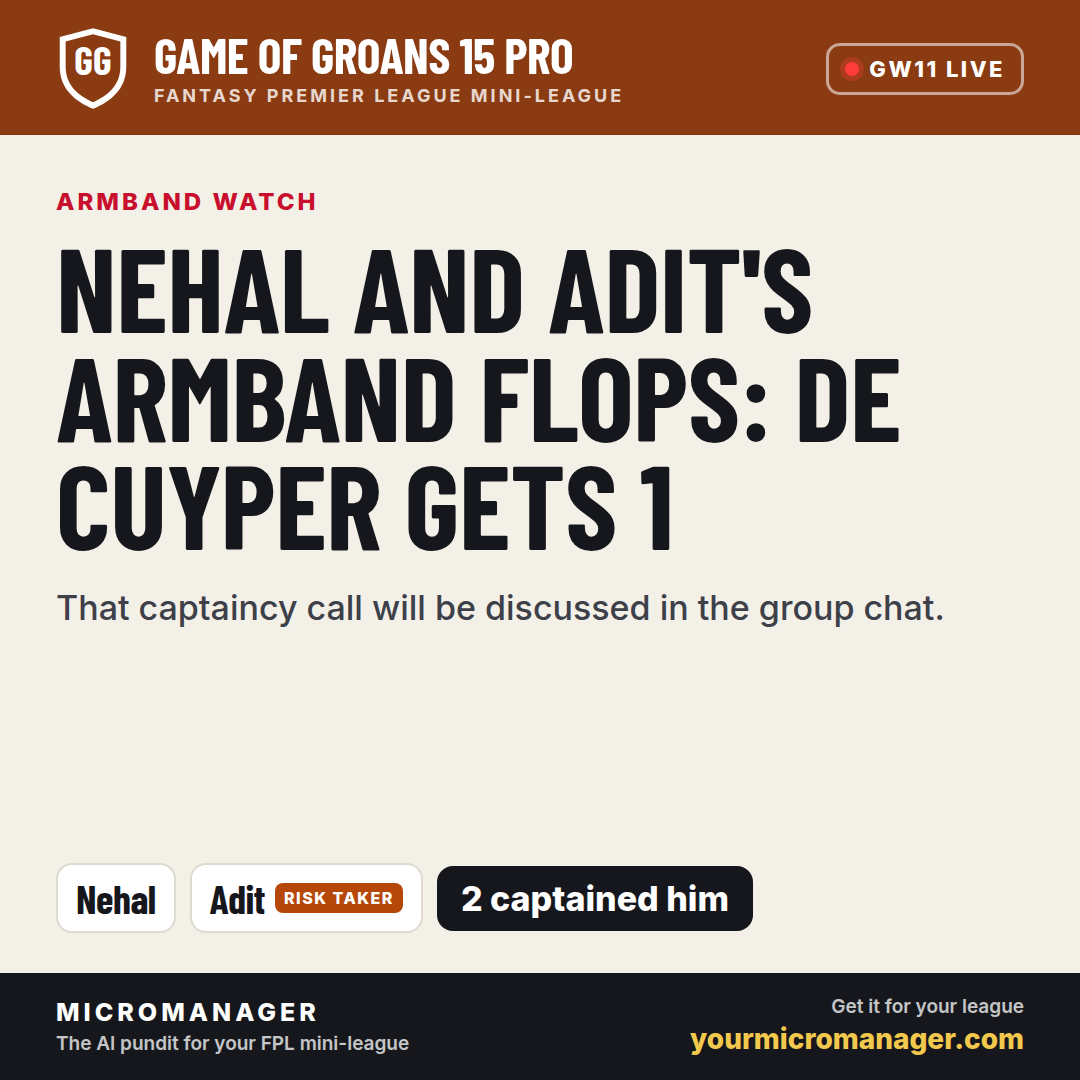 GG
GAME OF GROANS 15 PRO
FANTASY PREMIER LEAGUE MINI-LEAGUE
GW11 LIVE
ARMBAND WATCH
NEHAL AND ADIT'S
ARMBAND FLOPS: DE
CUYPER GETS 1
That captaincy call will be discussed in the group chat.
Nehal
Adit RISK TAKER
2 captained him
MICROMANAGER
The AI pundit for your FPL mini-league
Get it for your league
yourmicromanager.com